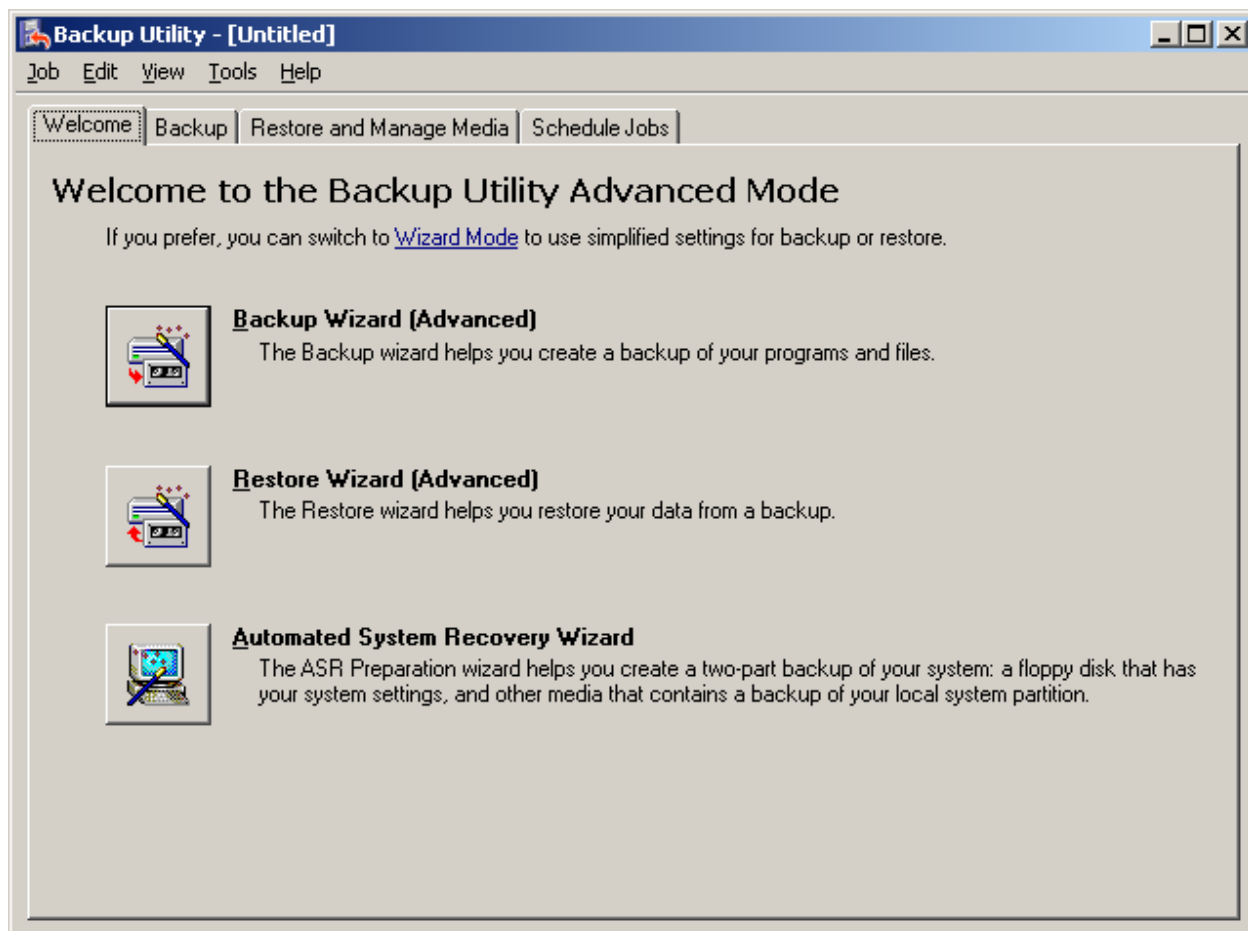 Backup Utility - [Untitled]
Job Edit View Tools Help
Welcome Backup Restore and Manage Media Schedule Jobs
Welcome to the Backup Utility Advanced Mode
If you prefer, you can switch to Wizard Mode to use simplified settings for backup or restore.
Backup Wizard (Advanced)
The Backup wizard helps you create a backup of your programs and files.
Restore Wizard (Advanced)
The Restore wizard helps you restore your data from a backup.
Automated System Recovery Wizard
The ASR Preparation wizard helps you create a two-part backup of your system: a floppy disk that has
your system settings, and other media that contains a backup of your local system partition.